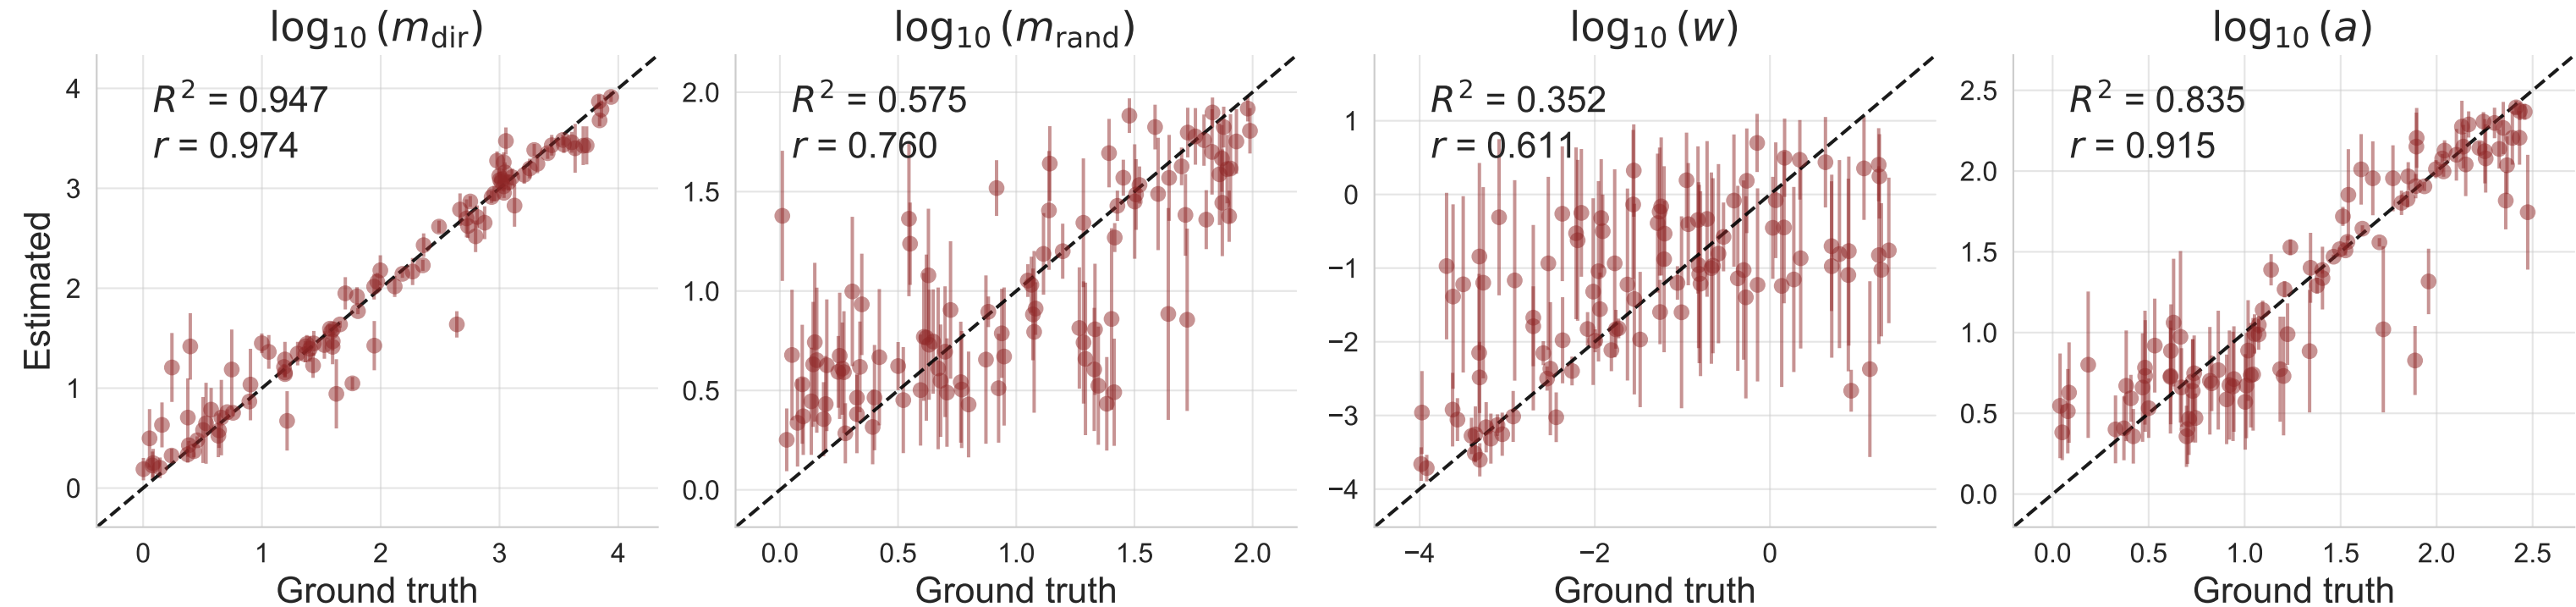 log₁₀ (m_dir)
R² = 0.947
r = 0.974
4
3
2
1
0
Estimated
0 1 2 3 4
Ground truth
log₁₀ (m_rand)
R² = 0.575
r = 0.760
2.0
1.5
1.0
0.5
0.0
0.0 0.5 1.0 1.5 2.0
Ground truth
log₁₀ (w)
R² = 0.352
r = 0.611
1
0
−1
−2
−3
−4
−4 −2 0
Ground truth
log₁₀ (a)
R² = 0.835
r = 0.915
2.5
2.0
1.5
1.0
0.5
0.0
0.0 0.5 1.0 1.5 2.0 2.5
Ground truth